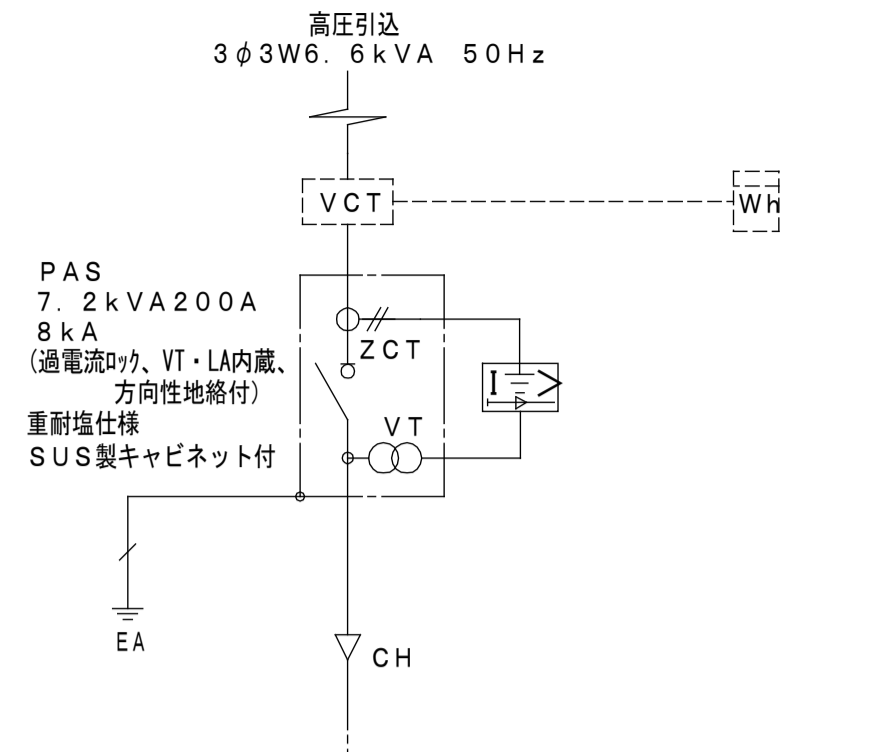 高圧引込
3φ3W6.6kVA 50Hz
VCT
Wh
PAS
7.2kVA200A
8kA
(過電流ロック、VT・LA内蔵、
方向性地絡付)
重耐塩仕様
SUS製キャビネット付
ZCT
I>
VT
EA
CH